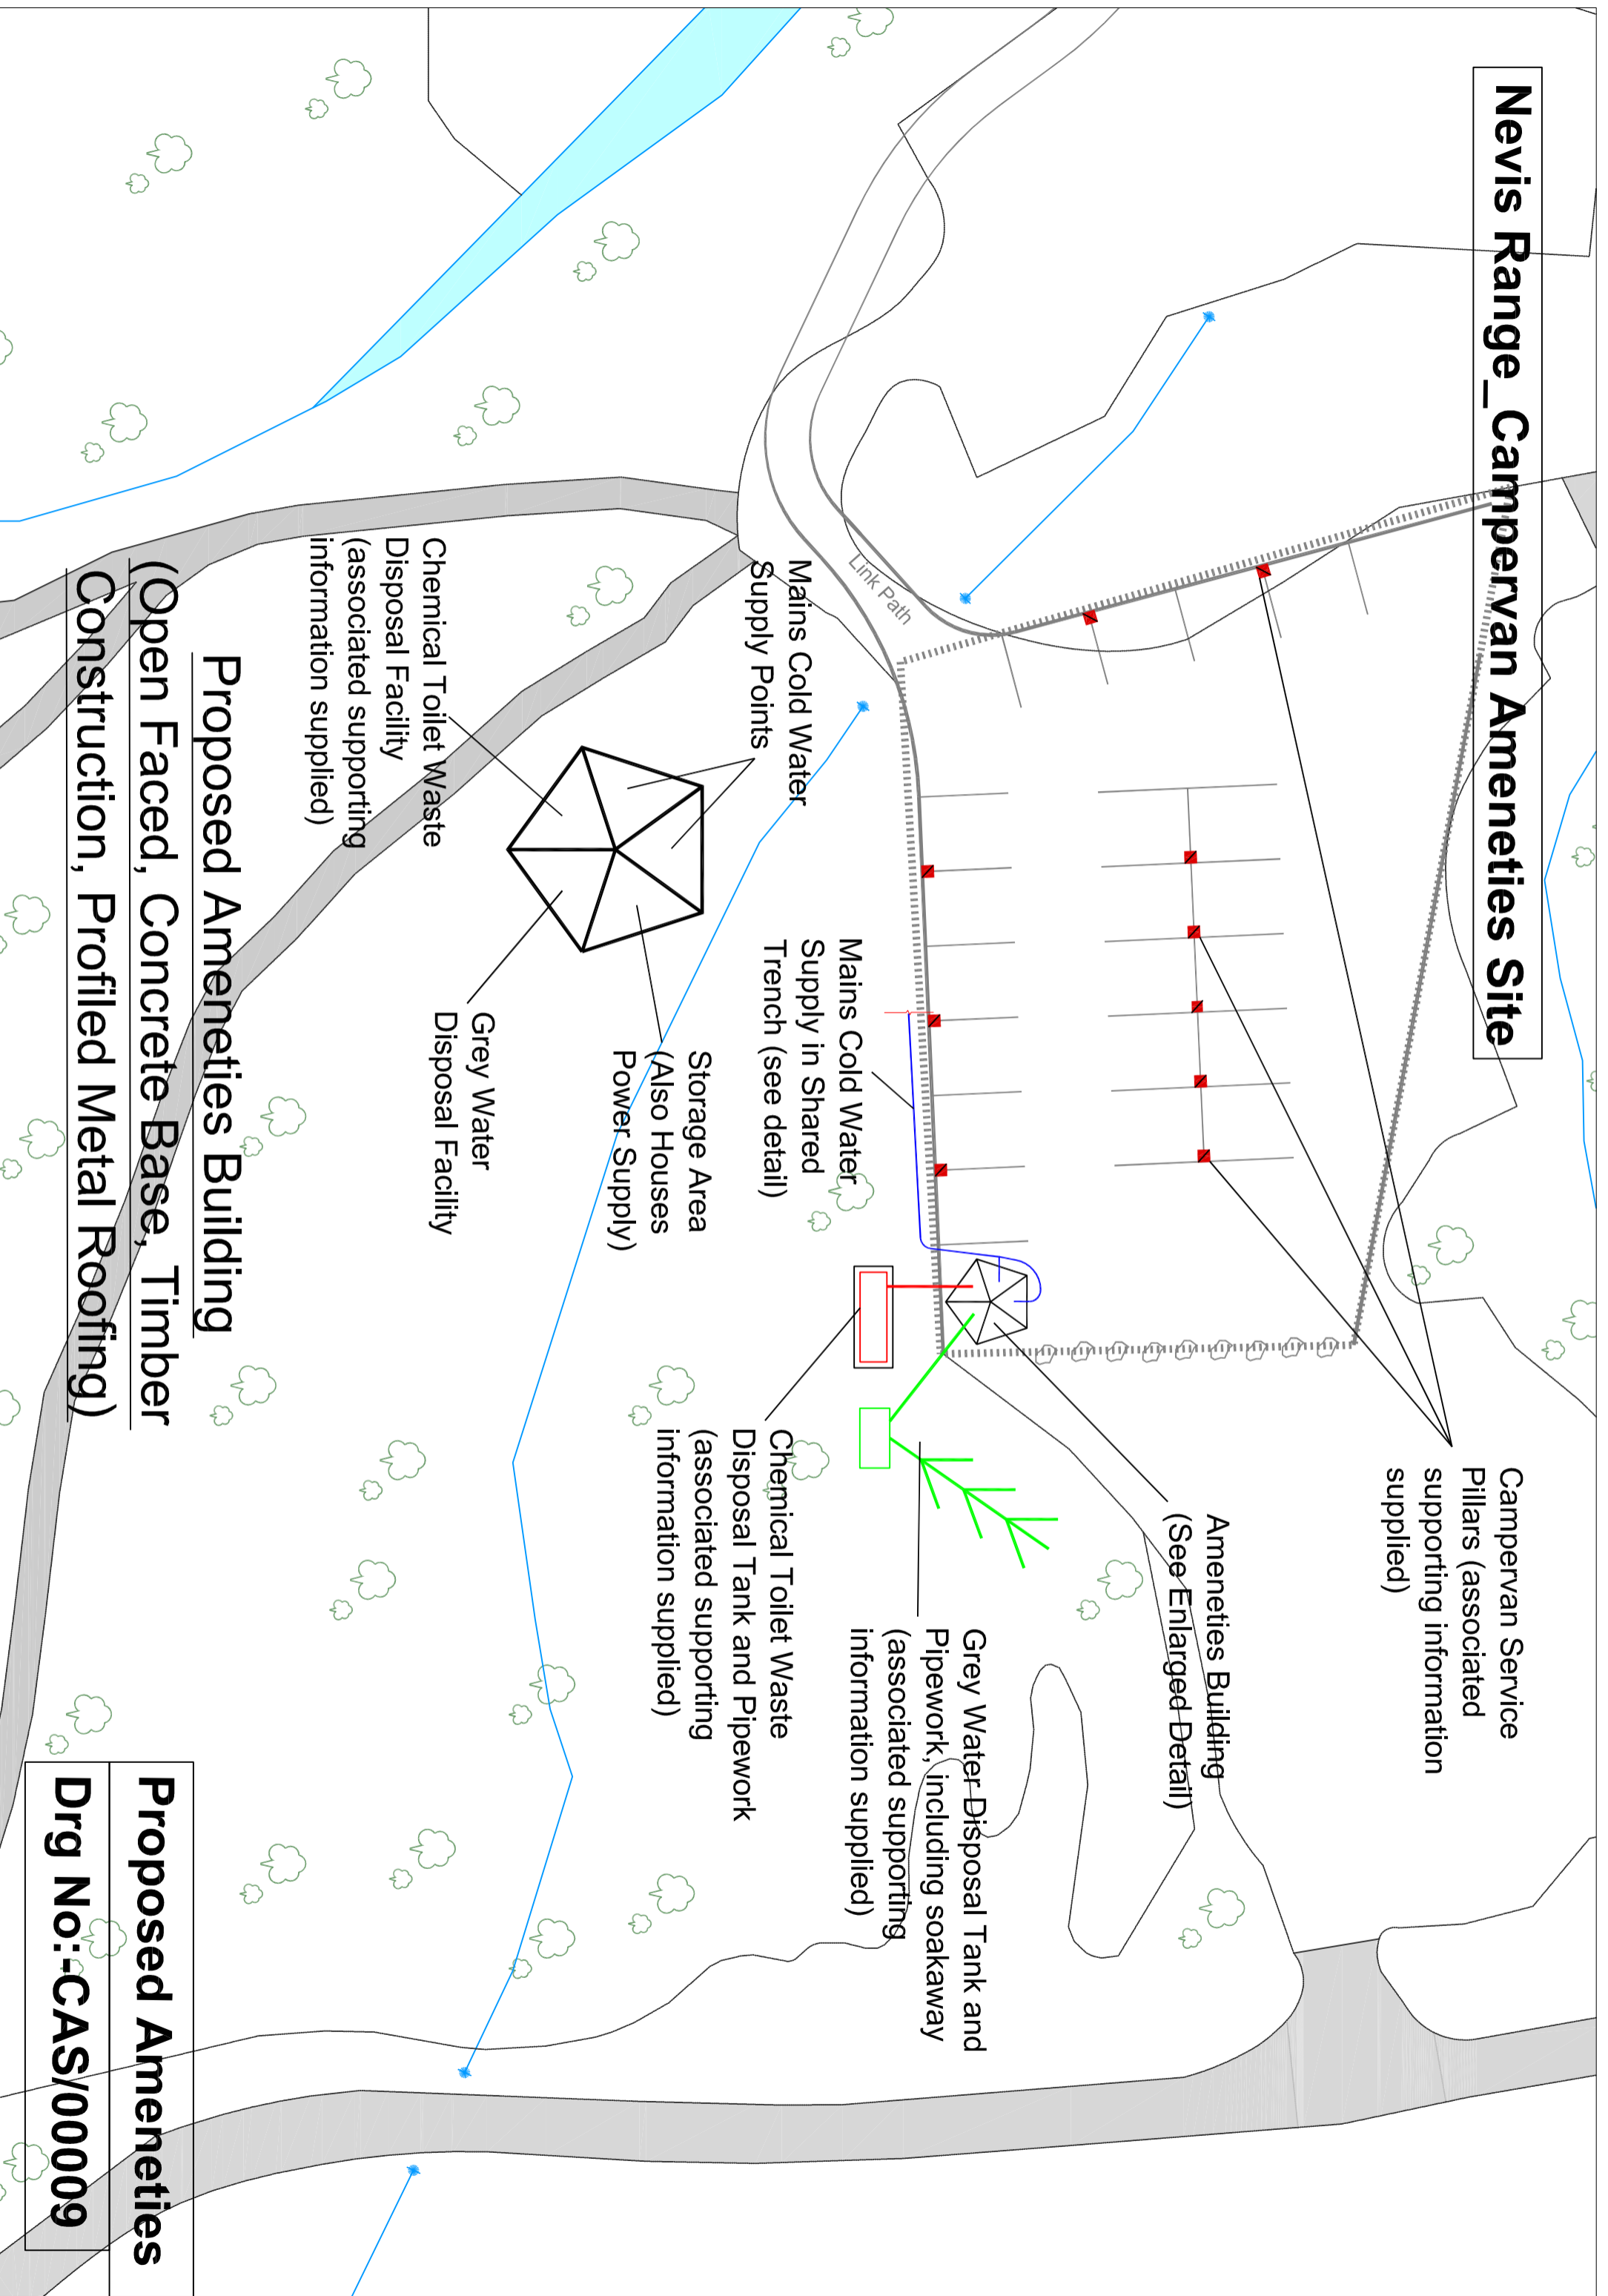 Nevis Range_Campervan Ameneties Site
Campervan Service
Pillars (associated
supporting information
supplied)
Link Path
Mains Cold Water
Supply Points
Mains Cold Water
Supply in Shared
Trench (see detail)
Ameneties Building
(See Enlarged Detail)
Grey Water Disposal Tank and
Pipework, including soakaway
(associated supporting
information supplied)
Chemical Toilet Waste
Disposal Tank and Pipework
(associated supporting
information supplied)
Storage Area
(Also Houses
Power Supply)
Grey Water
Disposal Facility
Chemical Toilet Waste
Disposal Facility
(associated supporting
information supplied)
Proposed Ameneties Building
(Open Faced, Concrete Base, Timber
Construction, Profiled Metal Roofing)
Proposed Ameneties
Drg No:-CAS/00009